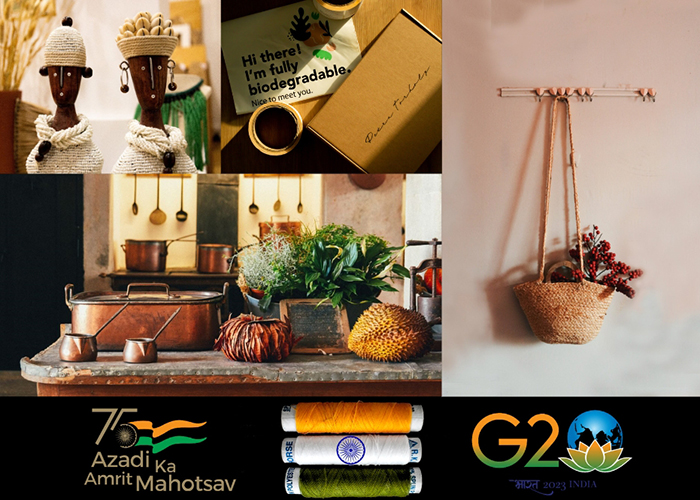 Hi there!
I'm fully
biodegradable.
Nice to meet you.
75
Azadi
Ka
Amrit Mahotsav
G20
भारत 2023 INDIA